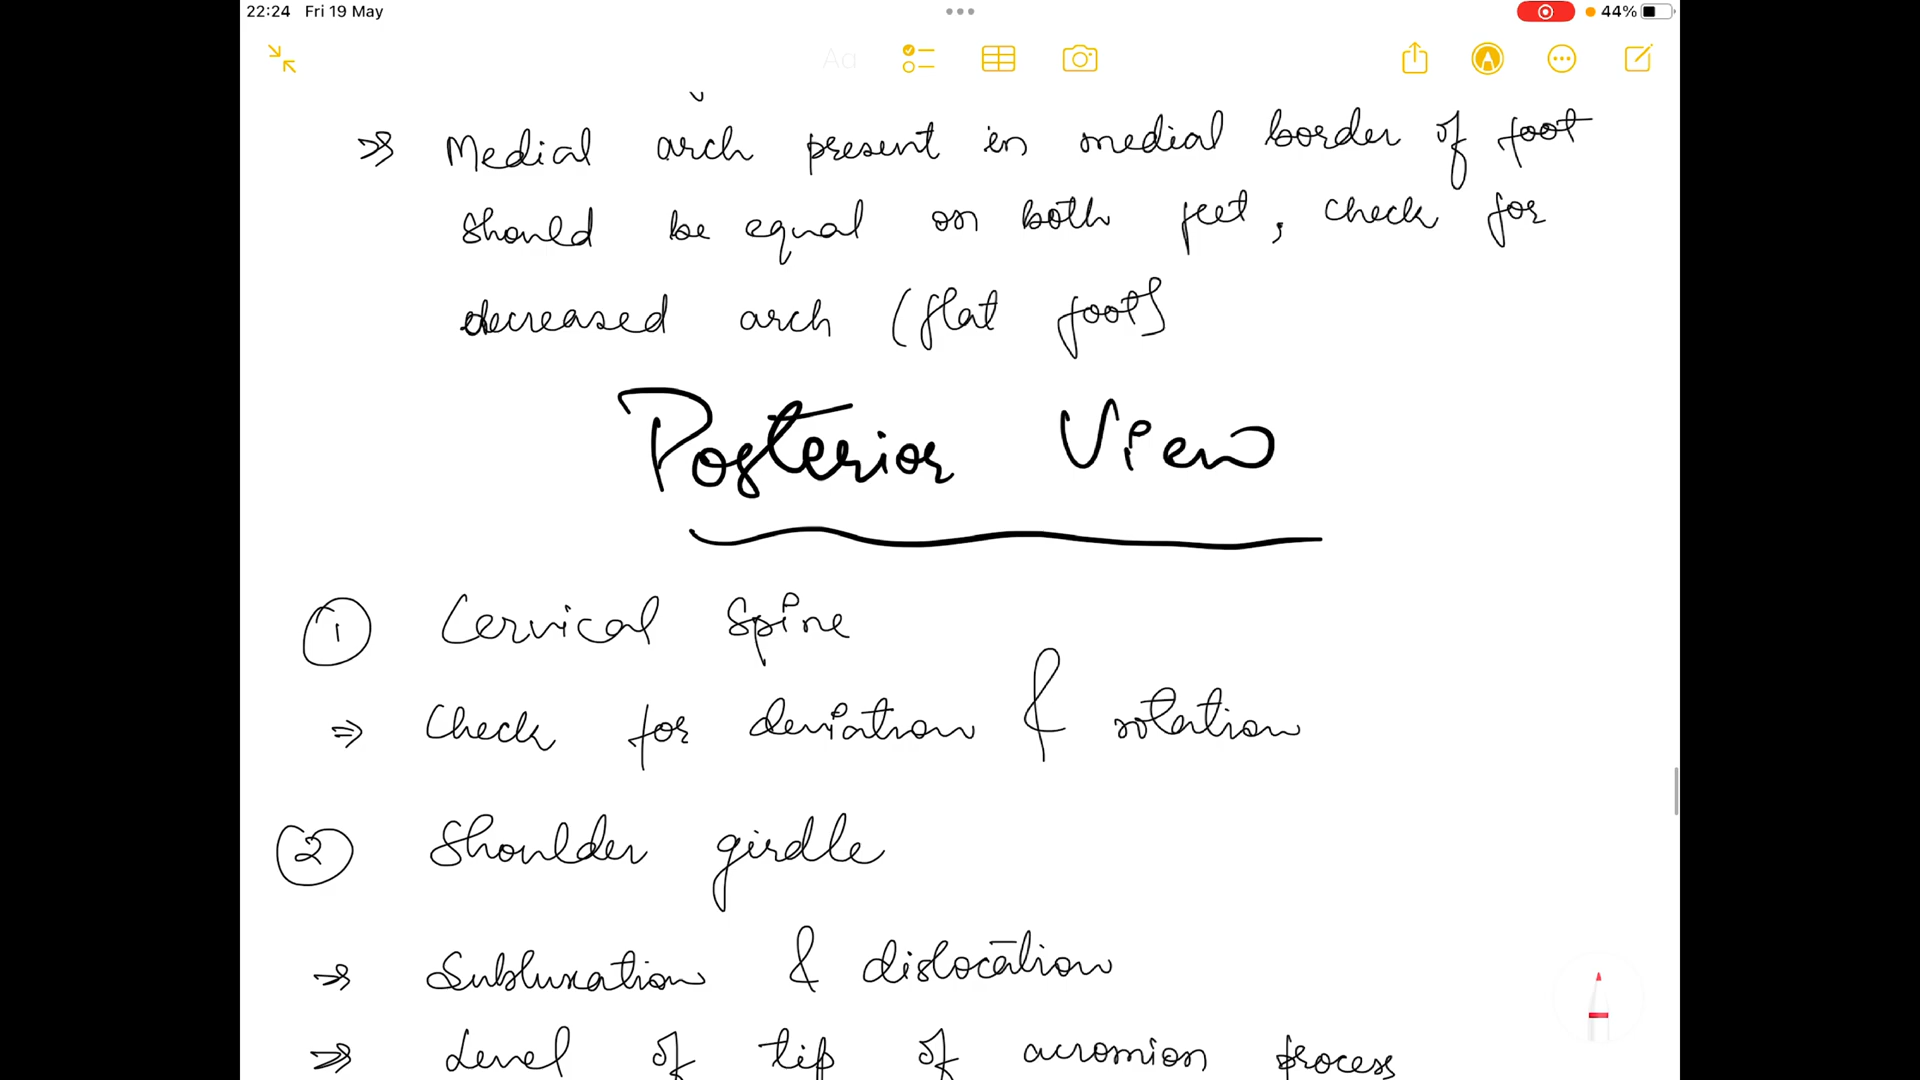 22:24 Fri 19 May 44%
Aa
⇒ Medial arch present in medial border of foot
should be equal on both feet, check for
decreased arch (flat foot)
Posterior View
① Cervical Spine
⇒ Check for deviation & rotation
② Shoulder girdle
⇒ Subluxation & dislocation
⇒ Level of tip of acromion process